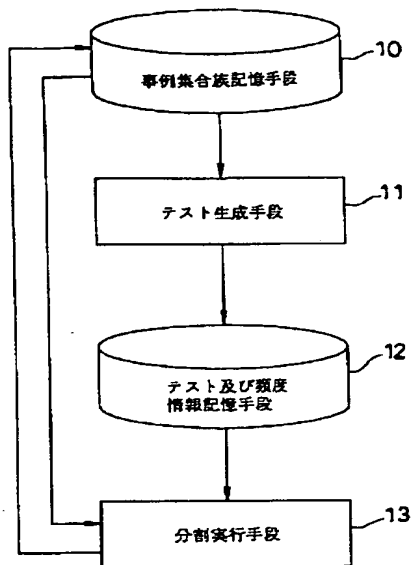 事例集合族記憶手段
10
テスト生成手段
11
テスト及び頻度
情報記憶手段
12
分割実行手段
13